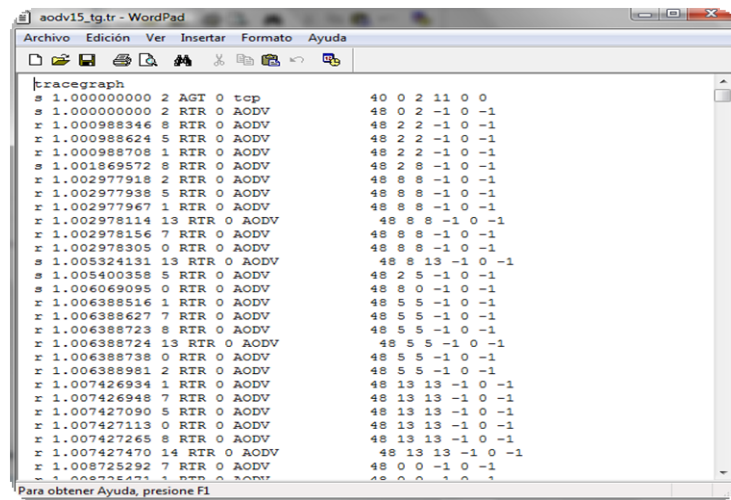 aodv15_tg.tr - WordPad
Archivo Edición Ver Insertar Formato Ayuda
tracegraph
s 1.000000000 2 AGT 0 tcp 40 0 2 11 0 0
s 1.000000000 2 RTR 0 AODV 48 0 2 -1 0 -1
r 1.000988346 8 RTR 0 AODV 48 2 2 -1 0 -1
r 1.000988624 5 RTR 0 AODV 48 2 2 -1 0 -1
r 1.000988708 1 RTR 0 AODV 48 2 2 -1 0 -1
s 1.001869572 8 RTR 0 AODV 48 2 8 -1 0 -1
r 1.002977918 2 RTR 0 AODV 48 8 8 -1 0 -1
r 1.002977938 5 RTR 0 AODV 48 8 8 -1 0 -1
r 1.002977967 1 RTR 0 AODV 48 8 8 -1 0 -1
r 1.002978114 13 RTR 0 AODV 48 8 8 -1 0 -1
r 1.002978156 7 RTR 0 AODV 48 8 8 -1 0 -1
r 1.002978305 0 RTR 0 AODV 48 8 8 -1 0 -1
s 1.005324131 13 RTR 0 AODV 48 8 13 -1 0 -1
s 1.005400358 5 RTR 0 AODV 48 2 5 -1 0 -1
s 1.006069095 0 RTR 0 AODV 48 8 0 -1 0 -1
r 1.006388516 1 RTR 0 AODV 48 5 5 -1 0 -1
r 1.006388627 7 RTR 0 AODV 48 5 5 -1 0 -1
r 1.006388723 8 RTR 0 AODV 48 5 5 -1 0 -1
r 1.006388724 13 RTR 0 AODV 48 5 5 -1 0 -1
r 1.006388738 0 RTR 0 AODV 48 5 5 -1 0 -1
r 1.006388981 2 RTR 0 AODV 48 5 5 -1 0 -1
r 1.007426934 1 RTR 0 AODV 48 13 13 -1 0 -1
r 1.007426948 7 RTR 0 AODV 48 13 13 -1 0 -1
r 1.007427090 5 RTR 0 AODV 48 13 13 -1 0 -1
r 1.007427113 0 RTR 0 AODV 48 13 13 -1 0 -1
r 1.007427265 8 RTR 0 AODV 48 13 13 -1 0 -1
r 1.007427470 14 RTR 0 AODV 48 13 13 -1 0 -1
r 1.008725292 7 RTR 0 AODV 48 0 0 -1 0 -1
Para obtener Ayuda, presione F1